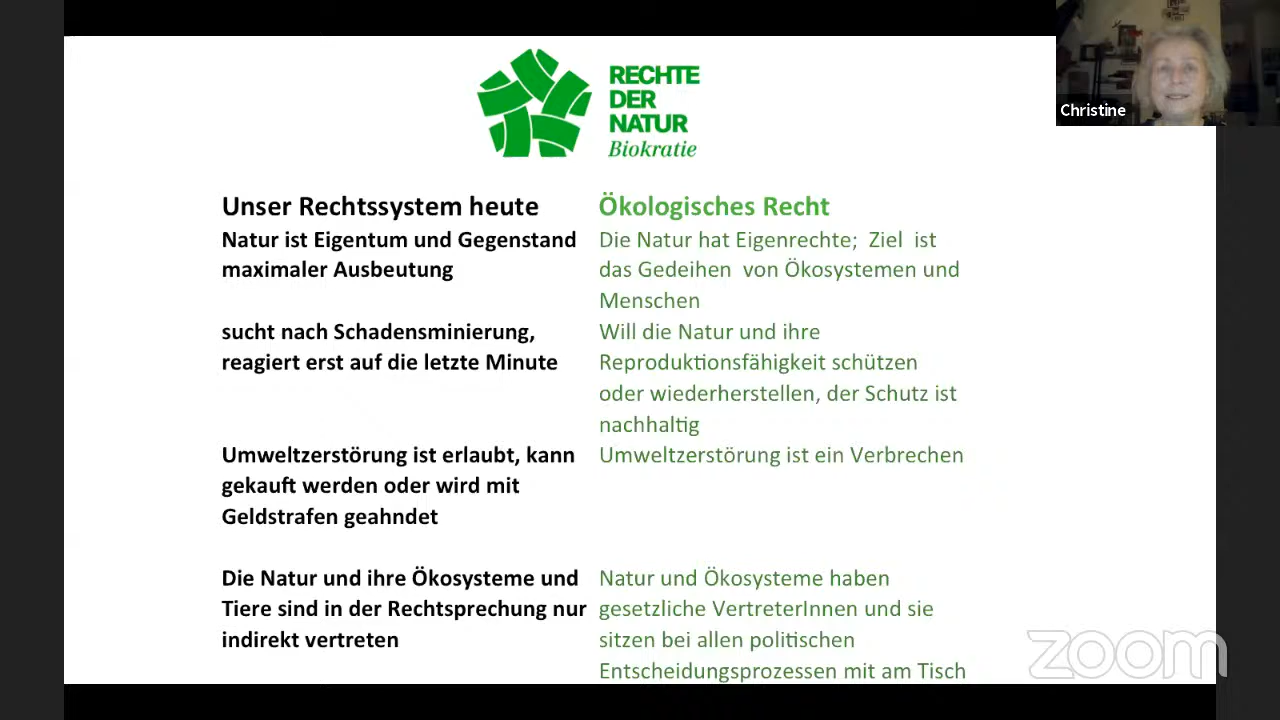 Christine
RECHTE
DER
NATUR
Biokratie
Unser Rechtssystem heute
Natur ist Eigentum und Gegenstand
maximaler Ausbeutung
sucht nach Schadensminierung,
reagiert erst auf die letzte Minute
Umweltzerstörung ist erlaubt, kann
gekauft werden oder wird mit
Geldstrafen geahndet
Die Natur und ihre Ökosysteme und
Tiere sind in der Rechtsprechung nur
indirekt vertreten
Ökologisches Recht
Die Natur hat Eigenrechte; Ziel ist
das Gedeihen von Ökosystemen und
Menschen
Will die Natur und ihre
Reproduktionsfähigkeit schützen
oder wiederherstellen, der Schutz ist
nachhaltig
Umweltzerstörung ist ein Verbrechen
Natur und Ökosysteme haben
gesetzliche VertreterInnen und sie
sitzen bei allen politischen
Entscheidungsprozessen mit am Tisch
zoom